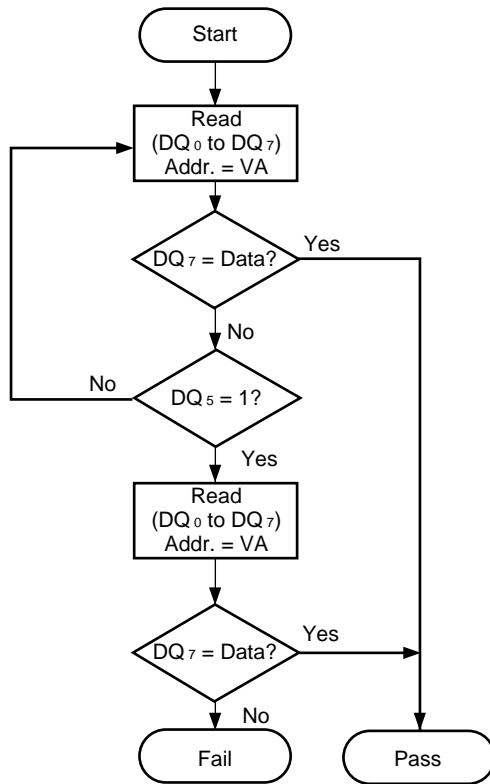 Start
Read
(DQ0 to DQ7)
Addr. = VA
DQ7 = Data?
Yes
No
DQ5 = 1?
No
Yes
Read
(DQ0 to DQ7)
Addr. = VA
DQ7 = Data?
Yes
No
Fail
Pass